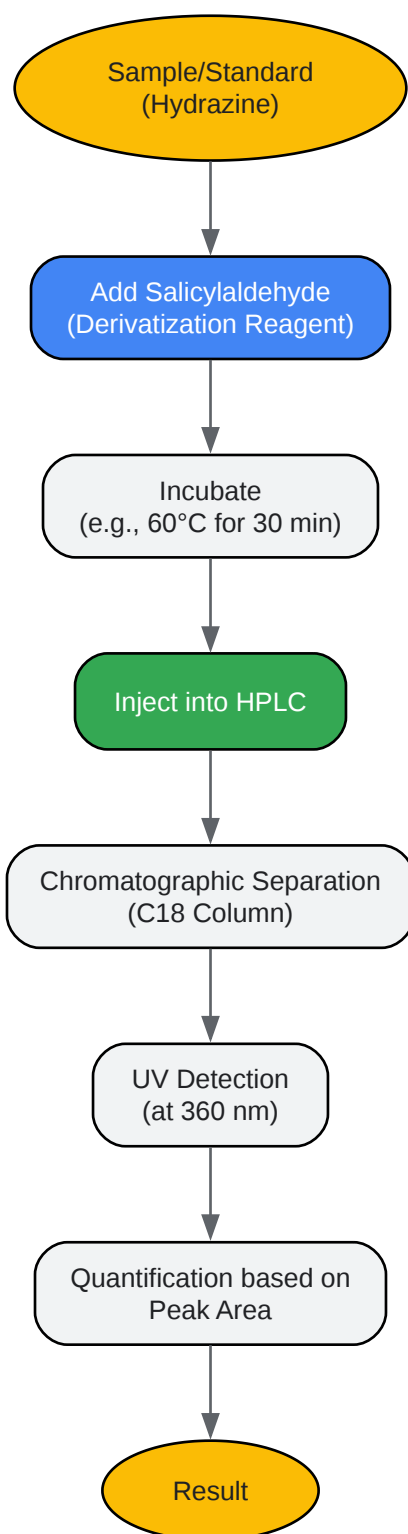 Sample/Standard
(Hydrazine)
Add Salicylaldehyde
(Derivatization Reagent)
Incubate
(e.g., 60°C for 30 min)
Inject into HPLC
Chromatographic Separation
(C18 Column)
UV Detection
(at 360 nm)
Quantification based on
Peak Area
Result